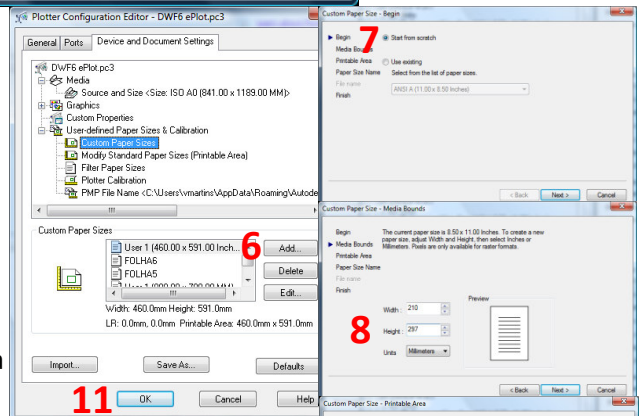 Plotter Configuration Editor - DWF6 ePlot.pc3
General Ports Device and Document Settings
DWF6 ePlot.pc3
Media
Source and Size <Size: ISO A0 (841.00 x 1189.00 MM)>
Graphics
Custom Properties
User-defined Paper Sizes & Calibration
Custom Paper Sizes
Modify Standard Paper Sizes (Printable Area)
Filter Paper Sizes
Plotter Calibration
PMP File Name <C:\Users\vmartins\AppData\Roaming\Autode
Custom Paper Sizes
User 1 (460.00 x 591.00 Inch...
FOLHA6
FOLHA5
6
Add...
Delete
Edit...
Width: 460.0mm Height: 591.0mm
LR: 0.0mm, 0.0mm Printable Area: 460.0mm x 591.0mm
Import...
Save As...
Defaults
11
OK
Cancel
Help
Custom Paper Size - Begin
7
Begin
Media Bounds
Printable Area
Paper Size Name
File name
Finish
Start from scratch
Use existing
Select from the list of paper sizes.
ANSI A (11.00 x 8.50 Inches)
< Back
Next >
Cancel
Custom Paper Size - Media Bounds
Begin
Media Bounds
Printable Area
Paper Size Name
File name
Finish
The current paper size is 8.50 x 11.00 Inches. To create a new
paper size, adjust Width and Height, then select Inches or
Millimeters. Pixels are only available for raster formats.
8
Width : 210
Height : 297
Units Millimeters
Preview
< Back
Next >
Cancel
Custom Paper Size - Printable Area